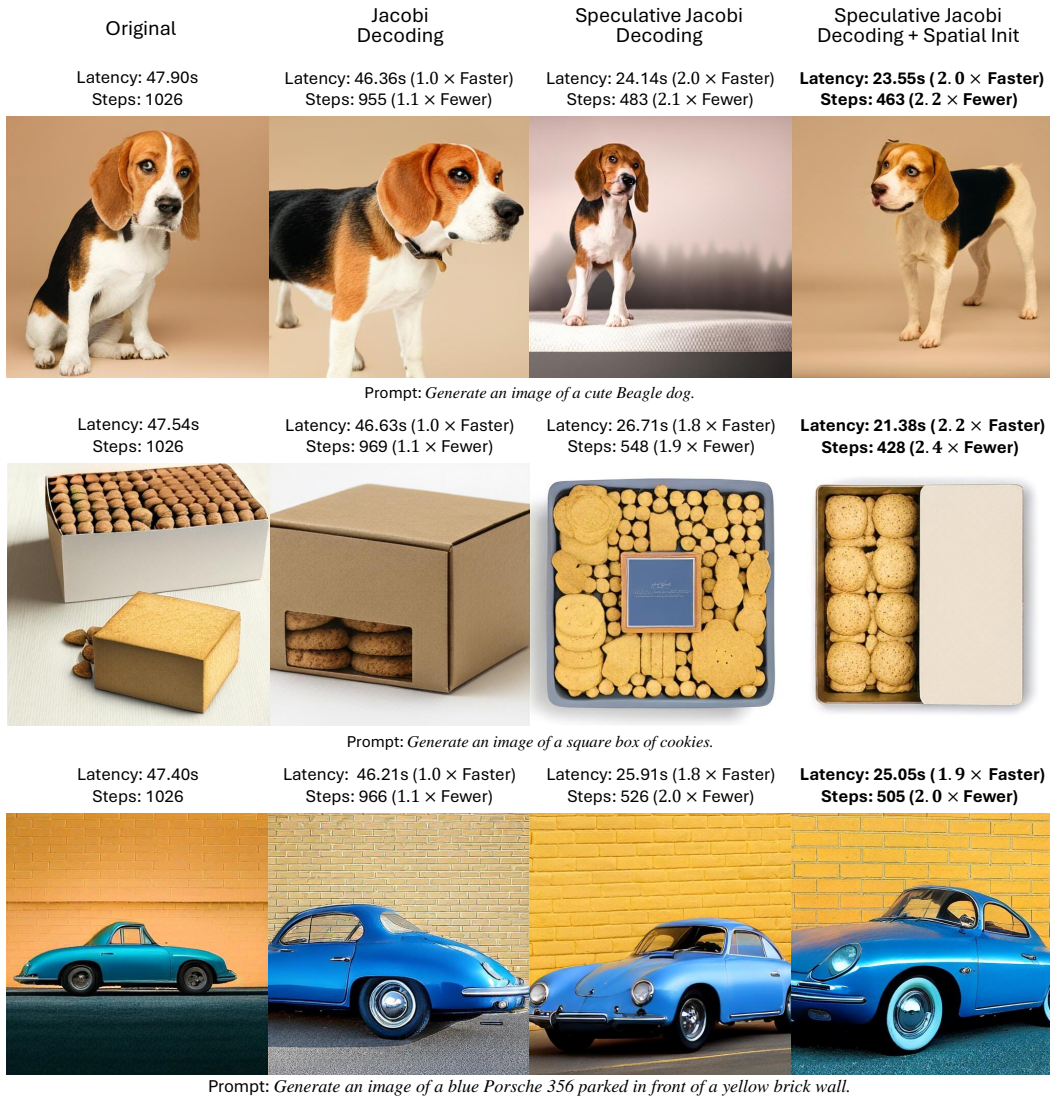 Original
Jacobi
Decoding
Speculative Jacobi
Decoding
Speculative Jacobi
Decoding + Spatial Init
Latency: 47.90s
Steps: 1026
Latency: 46.36s (1.0 × Faster)
Steps: 955 (1.1 × Fewer)
Latency: 24.14s (2.0 × Faster)
Steps: 483 (2.1 × Fewer)
Latency: 23.55s (2.0 × Faster)
Steps: 463 (2.2 × Fewer)
Prompt: Generate an image of a cute Beagle dog.
Latency: 47.54s
Steps: 1026
Latency: 46.63s (1.0 × Faster)
Steps: 969 (1.1 × Fewer)
Latency: 26.71s (1.8 × Faster)
Steps: 548 (1.9 × Fewer)
Latency: 21.38s (2.2 × Faster)
Steps: 428 (2.4 × Fewer)
Prompt: Generate an image of a square box of cookies.
Latency: 47.40s
Steps: 1026
Latency: 46.21s (1.0 × Faster)
Steps: 966 (1.1 × Fewer)
Latency: 25.91s (1.8 × Faster)
Steps: 526 (2.0 × Fewer)
Latency: 25.05s (1.9 × Faster)
Steps: 505 (2.0 × Fewer)
Prompt: Generate an image of a blue Porsche 356 parked in front of a yellow brick wall.